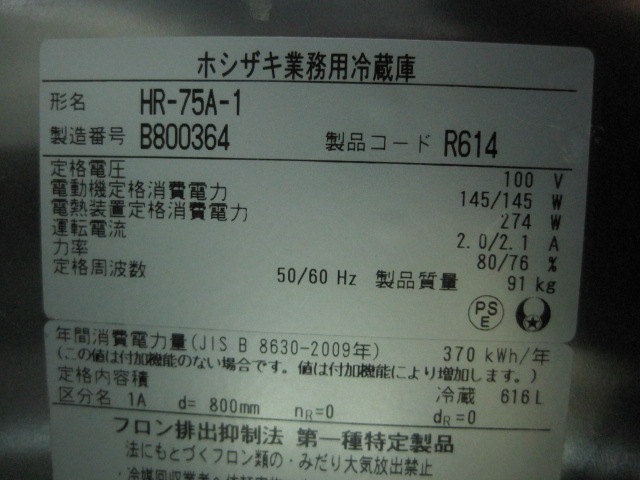 ホシザキ業務用冷蔵庫
形名 HR-75A-1
製造番号 B800364 製品コード R614
定格電圧 100 V
電動機定格消費電力 145/145 W
電熱装置定格消費電力 274 W
運転電流 2.0/2.1 A
力率 80/76 %
定格周波数 50/60 Hz 製品質量 91 kg
PS
E
年間消費電力量(JIS B 8630-2009年) 370 kWh/年
(この値は付加機能のない場合です。値は付加機能により増加します。)
定格内容積 冷蔵 616 L
区分名 1A d= 800mm nR=0 dR=0
フロン排出抑制法 第一種特定製品
法にもとづくフロン類の・みだり大気放出禁止